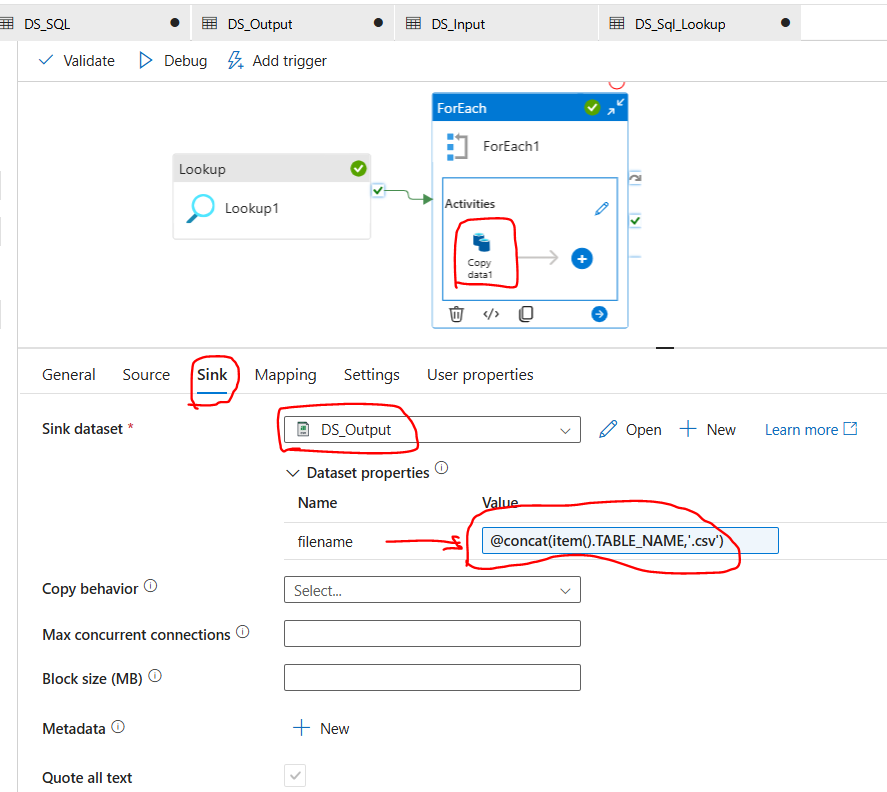 DS_SQL DS_Output DS_Input DS_Sql_Lookup
Validate Debug Add trigger
ForEach
Lookup
ForEach1
Lookup1
Activities
Copy
data1
General Source Sink Mapping Settings User properties
Sink dataset * DS_Output Open New Learn more
Dataset properties
Name Value
filename @concat(item().TABLE_NAME,'.csv')
Copy behavior Select...
Max concurrent connections
Block size (MB)
Metadata New
Quote all text